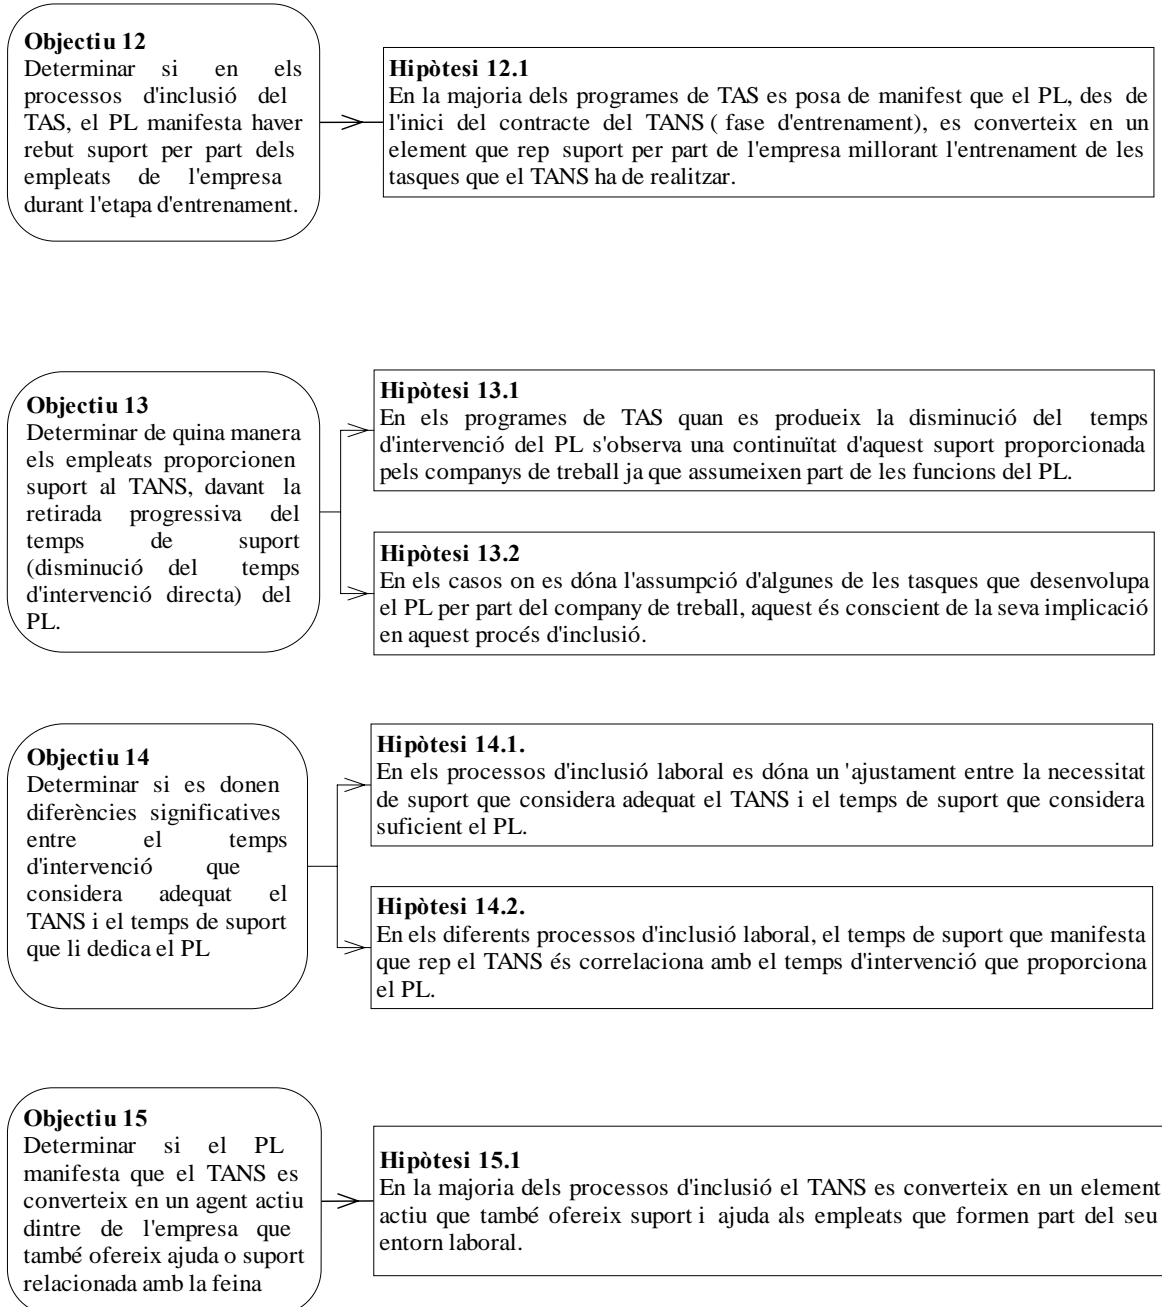 Objectiu 12
Determinar si en els
processos d'inclusió del
TAS, el PL manifesta haver
rebut suport per part dels
empleats de l'empresa
durant l'etapa d'entrenament.
Hipòtesi 12.1
En la majoria dels programes de TAS es posa de manifest que el PL, des de
l'inici del contracte del TANS ( fase d'entrenament), es converteix en un
element que rep suport per part de l'empresa millorant l'entrenament de les
tasques que el TANS ha de realitzar.
Objectiu 13
Determinar de quina manera
els empleats proporcionen
suport al TANS, davant la
retirada progressiva del
temps de suport
(disminució del temps
d'intervenció directa) del
PL.
Hipòtesi 13.1
En els programes de TAS quan es produeix la disminució del temps
d'intervenció del PL s'observa una continuïtat d'aquest suport proporcionada
pels companys de treball ja que assumeixen part de les funcions del PL.
Hipòtesi 13.2
En els casos on es dóna l'assumpció d'algunes de les tasques que desenvolupa
el PL per part del company de treball, aquest és conscient de la seva implicació
en aquest procés d'inclusió.
Objectiu 14
Determinar si es donen
diferències significatives
entre el temps
d'intervenció que
considera adequat el
TANS i el temps de suport
que li dedica el PL
Hipòtesi 14.1.
En els processos d'inclusió laboral es dóna un 'ajustament entre la necessitat
de suport que considera adequat el TANS i el temps de suport que considera
suficient el PL.
Hipòtesi 14.2.
En els diferents processos d'inclusió laboral, el temps de suport que manifesta
que rep el TANS és correlaciona amb el temps d'intervenció que proporciona
el PL.
Objectiu 15
Determinar si el PL
manifesta que el TANS es
converteix en un agent actiu
dintre de l'empresa que
també ofereix ajuda o suport
relacionada amb la feina
Hipòtesi 15.1
En la majoria dels processos d'inclusió el TANS es converteix en un element
actiu que també ofereix suport i ajuda als empleats que formen part del seu
entorn laboral.